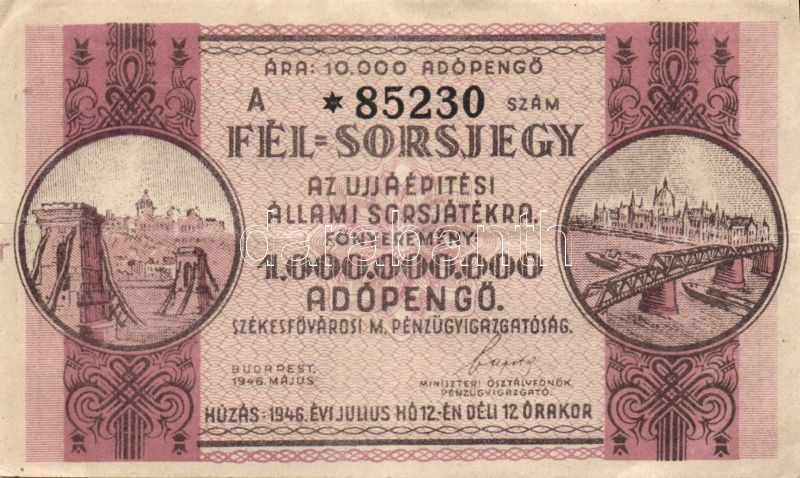 ÁRA: 10.000 ADÓPENGŐ
A ✶85230 SZÁM
FÉL=SORSJEGY
AZ UJJÁÉPITÉSI
ÁLLAMI SORSJÁTÉKRA.
FŐNYEREMÉNY:
1.000.000.000
ADÓPENGŐ.
SZÉKESFŐVÁROSI M. PÉNZÜGYIGAZGATÓSÁG.
BUDAPEST,
1946. MÁJUS
MINISZTERI OSZTÁLYFŐNÖK,
PÉNZÜGYIGAZGATÓ.
HÚZÁS: 1946. ÉVI JULIUS HÓ 12-ÉN DÉLI 12 ÓRAKOR
darabanth